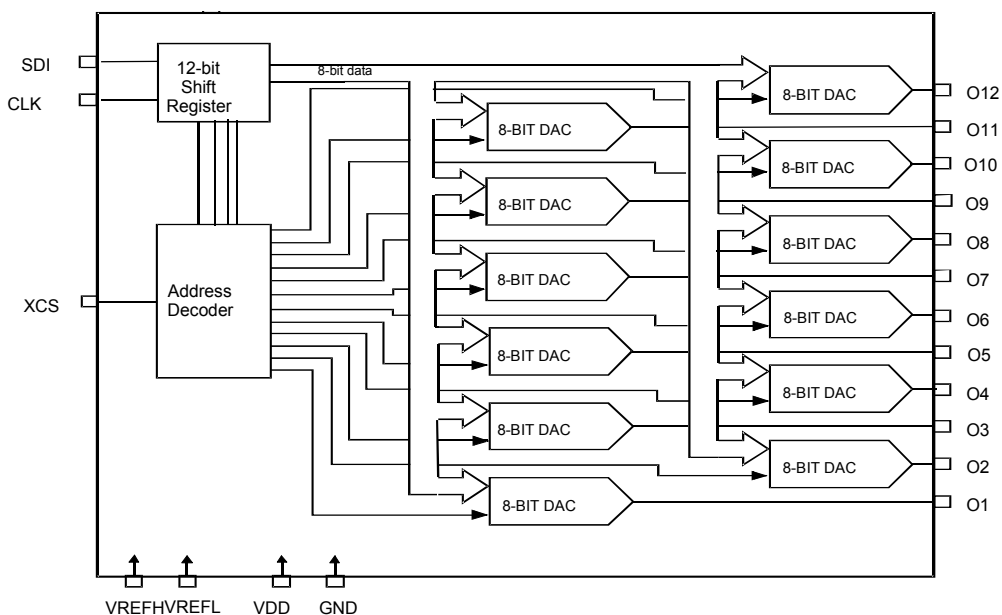 SDI
CLK
XCS
12-bit
Shift
Register
8-bit data
Address
Decoder
8-BIT DAC
8-BIT DAC
8-BIT DAC
8-BIT DAC
8-BIT DAC
8-BIT DAC
8-BIT DAC
8-BIT DAC
8-BIT DAC
8-BIT DAC
8-BIT DAC
8-BIT DAC
O12
O11
O10
O9
O8
O7
O6
O5
O4
O3
O2
O1
VREFH VREFL VDD GND